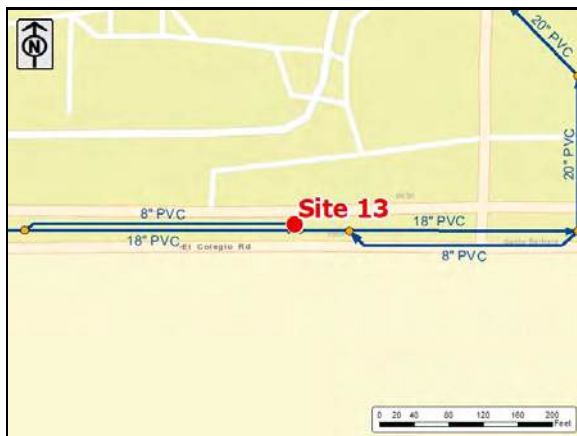 N
20" PVC
20" PVC
8" PVC
Site 13
18" PVC
18" PVC
El Colegio Rd
8" PVC
0 20 40 80 120 160 200
Feet